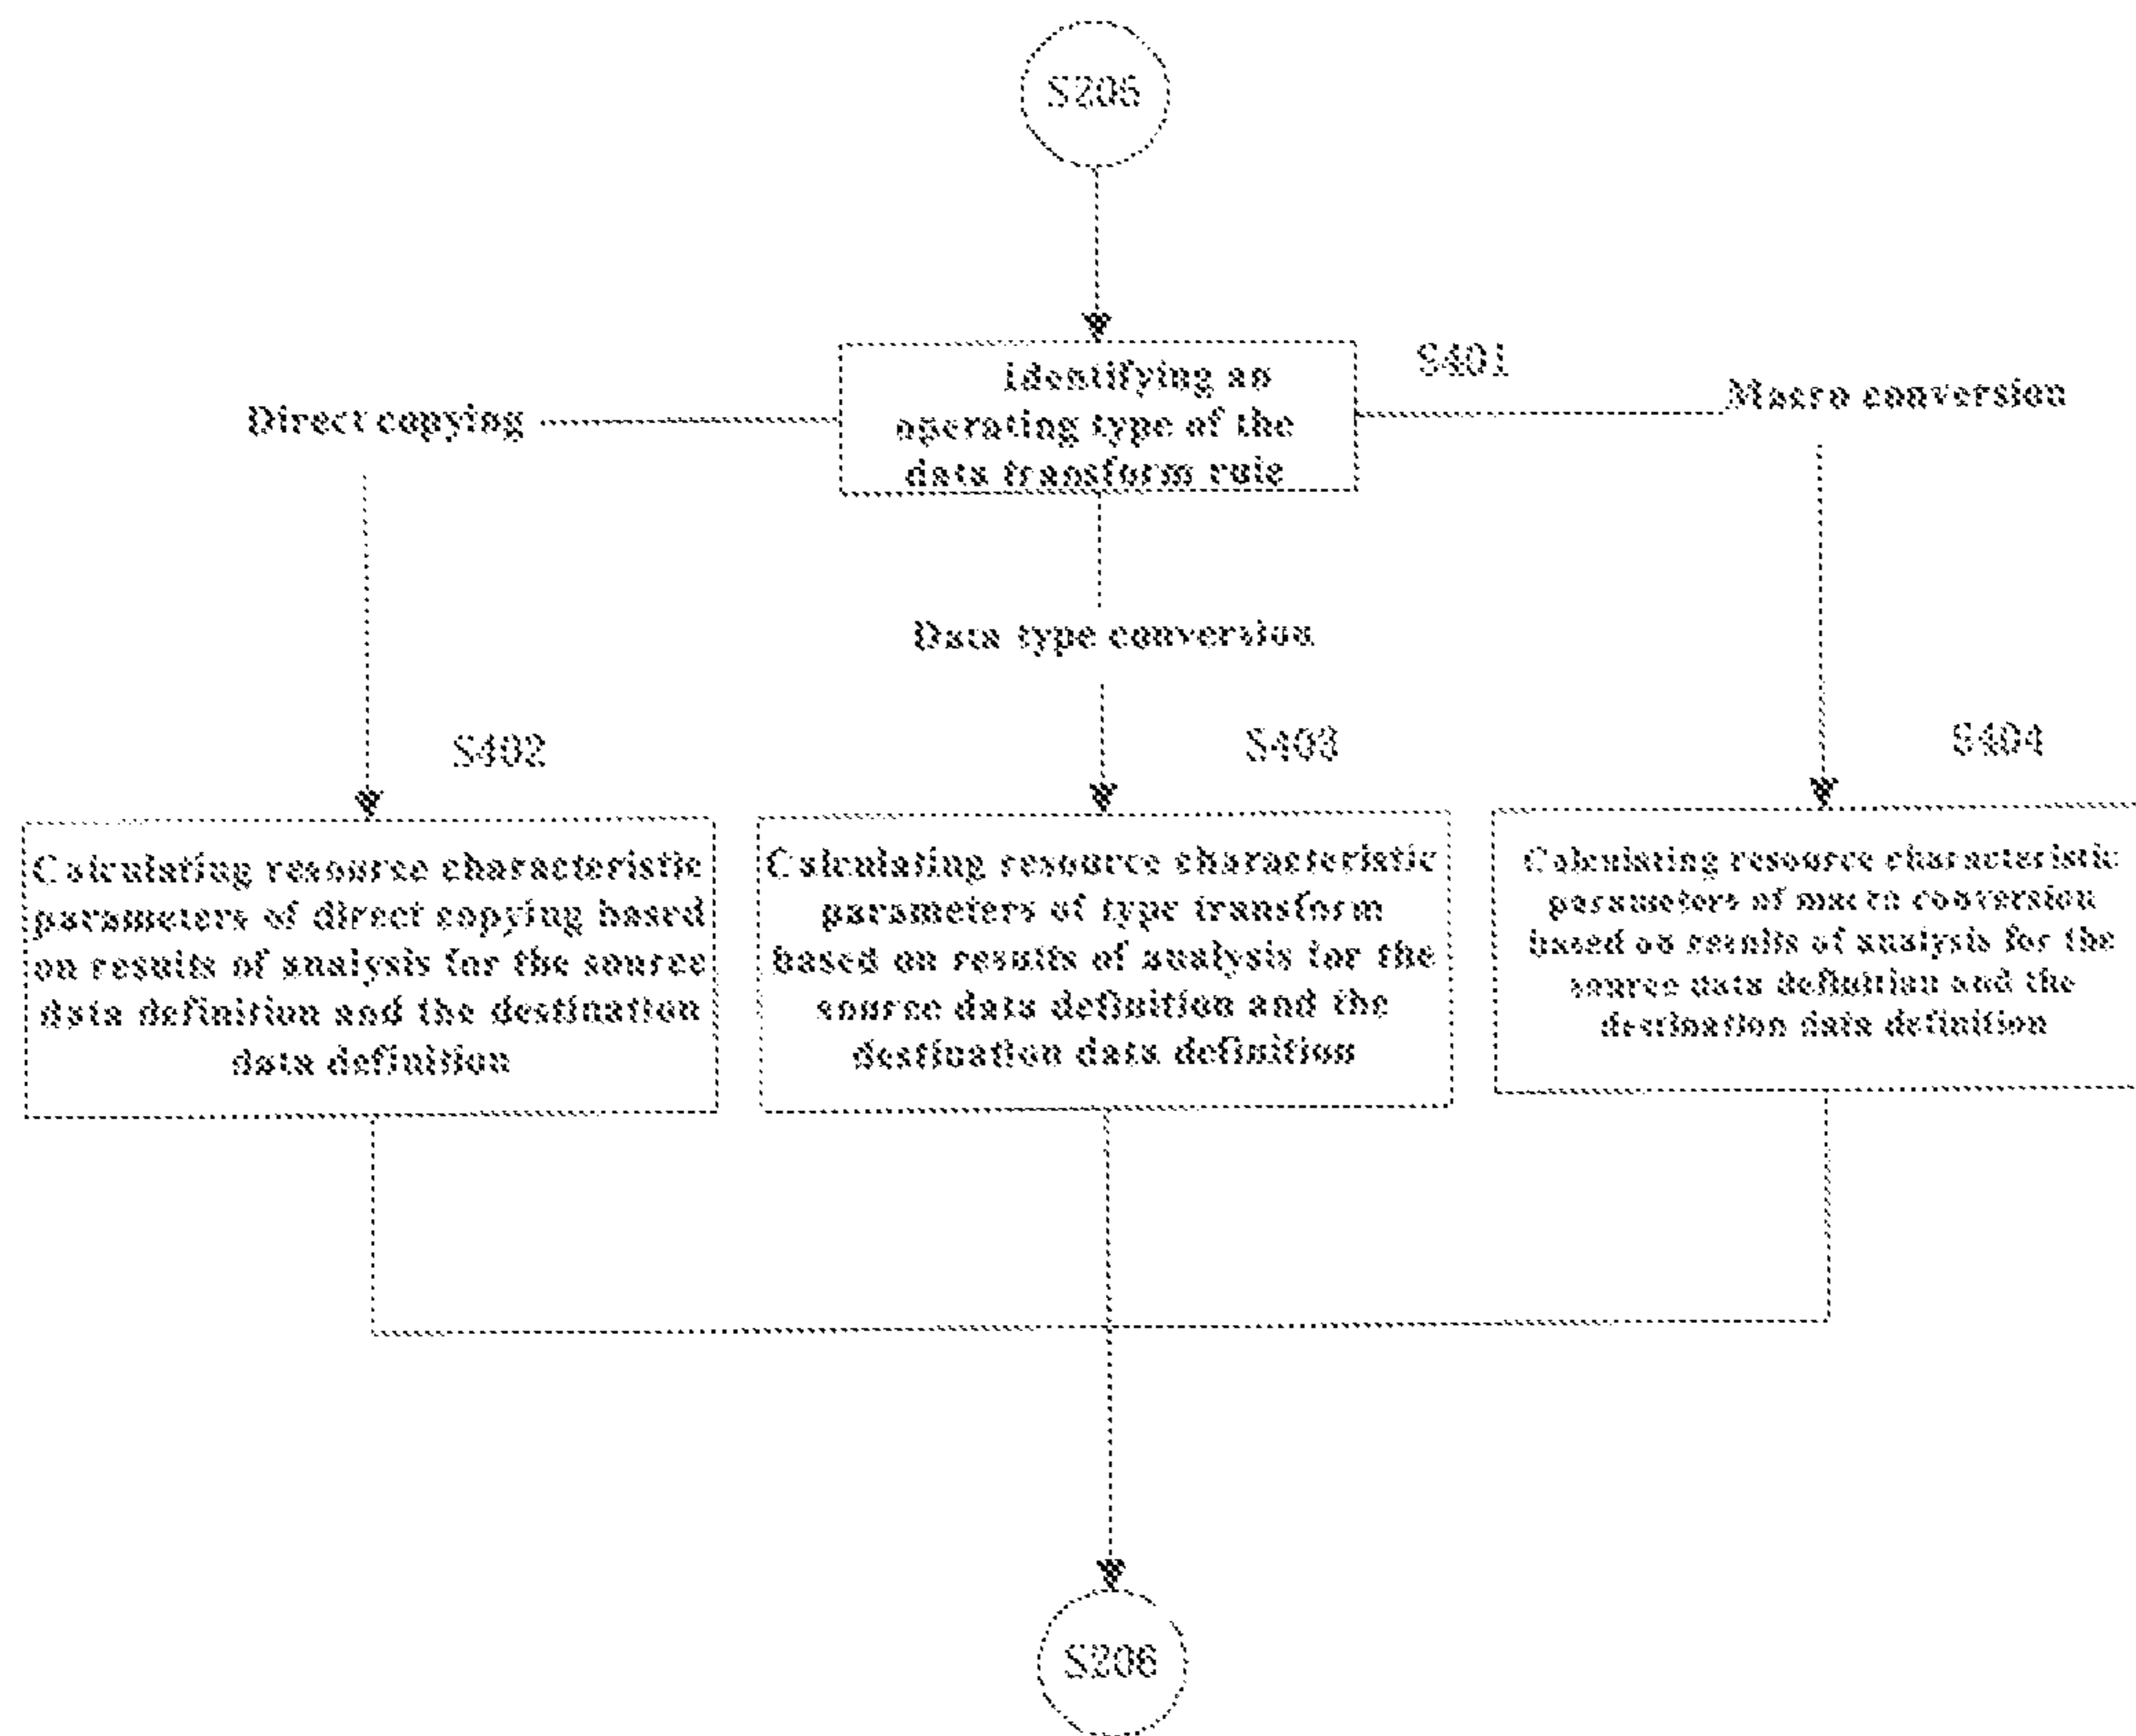 S205
Identifying an
operating type of the
data transform rule
S401
Direct copying
Macro conversion
Data type conversion
S402
S403
S404
Calculating resource characteristic
parameters of direct copying based
on results of analysis for the source
data definition and the destination
data definition
Calculating resource characteristic
parameters of type transform
based on results of analysis for the
source data definition and the
destination data definition
Calculating resource characteristic
parameters of macro conversion
based on results of analysis for the
source data definition and the
destination data definition
S206